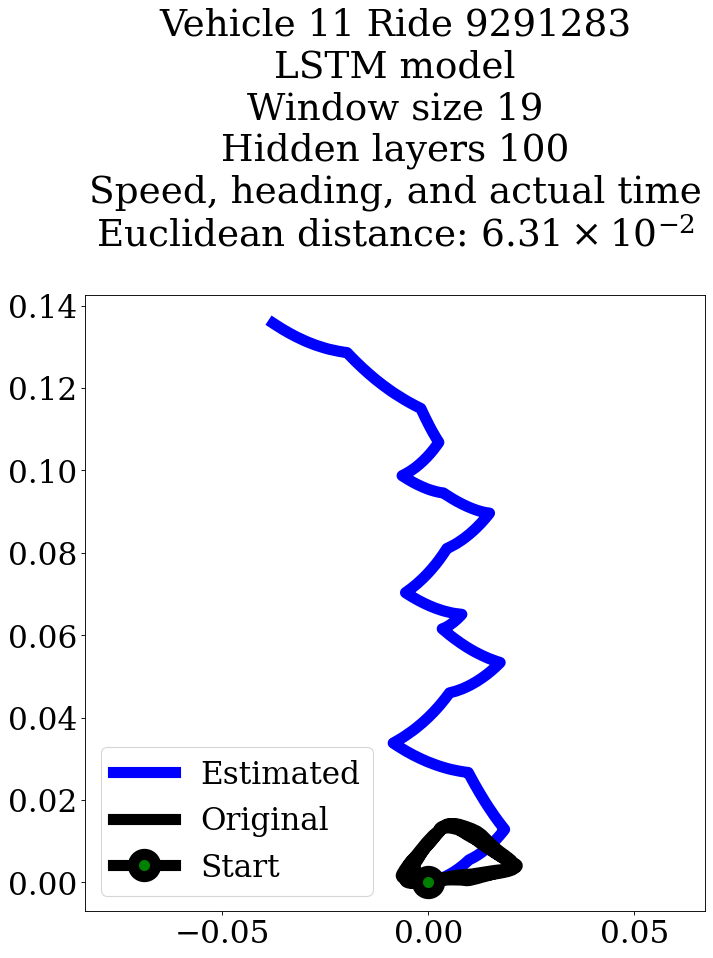 Vehicle 11 Ride 9291283
LSTM model
Window size 19
Hidden layers 100
Speed, heading, and actual time
Euclidean distance: 6.31 × 10⁻²
0.14
0.12
0.10
0.08
0.06
0.04
0.02
0.00
Estimated
Original
Start
−0.05
0.00
0.05